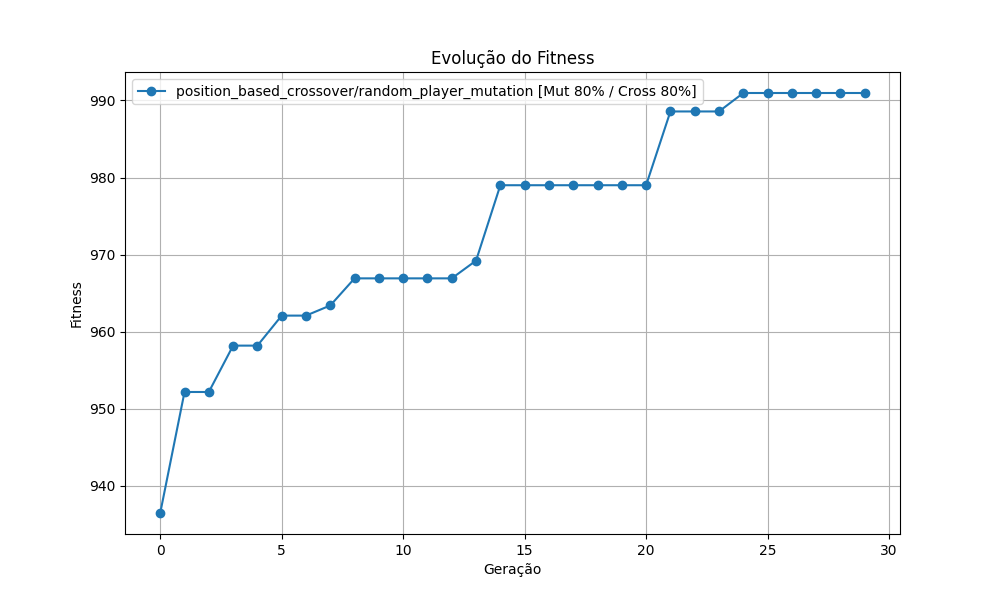 Evolução do Fitness
position_based_crossover/random_player_mutation [Mut 80% / Cross 80%]
990
980
970
960
950
940
Fitness
0 5 10 15 20 25 30
Geração